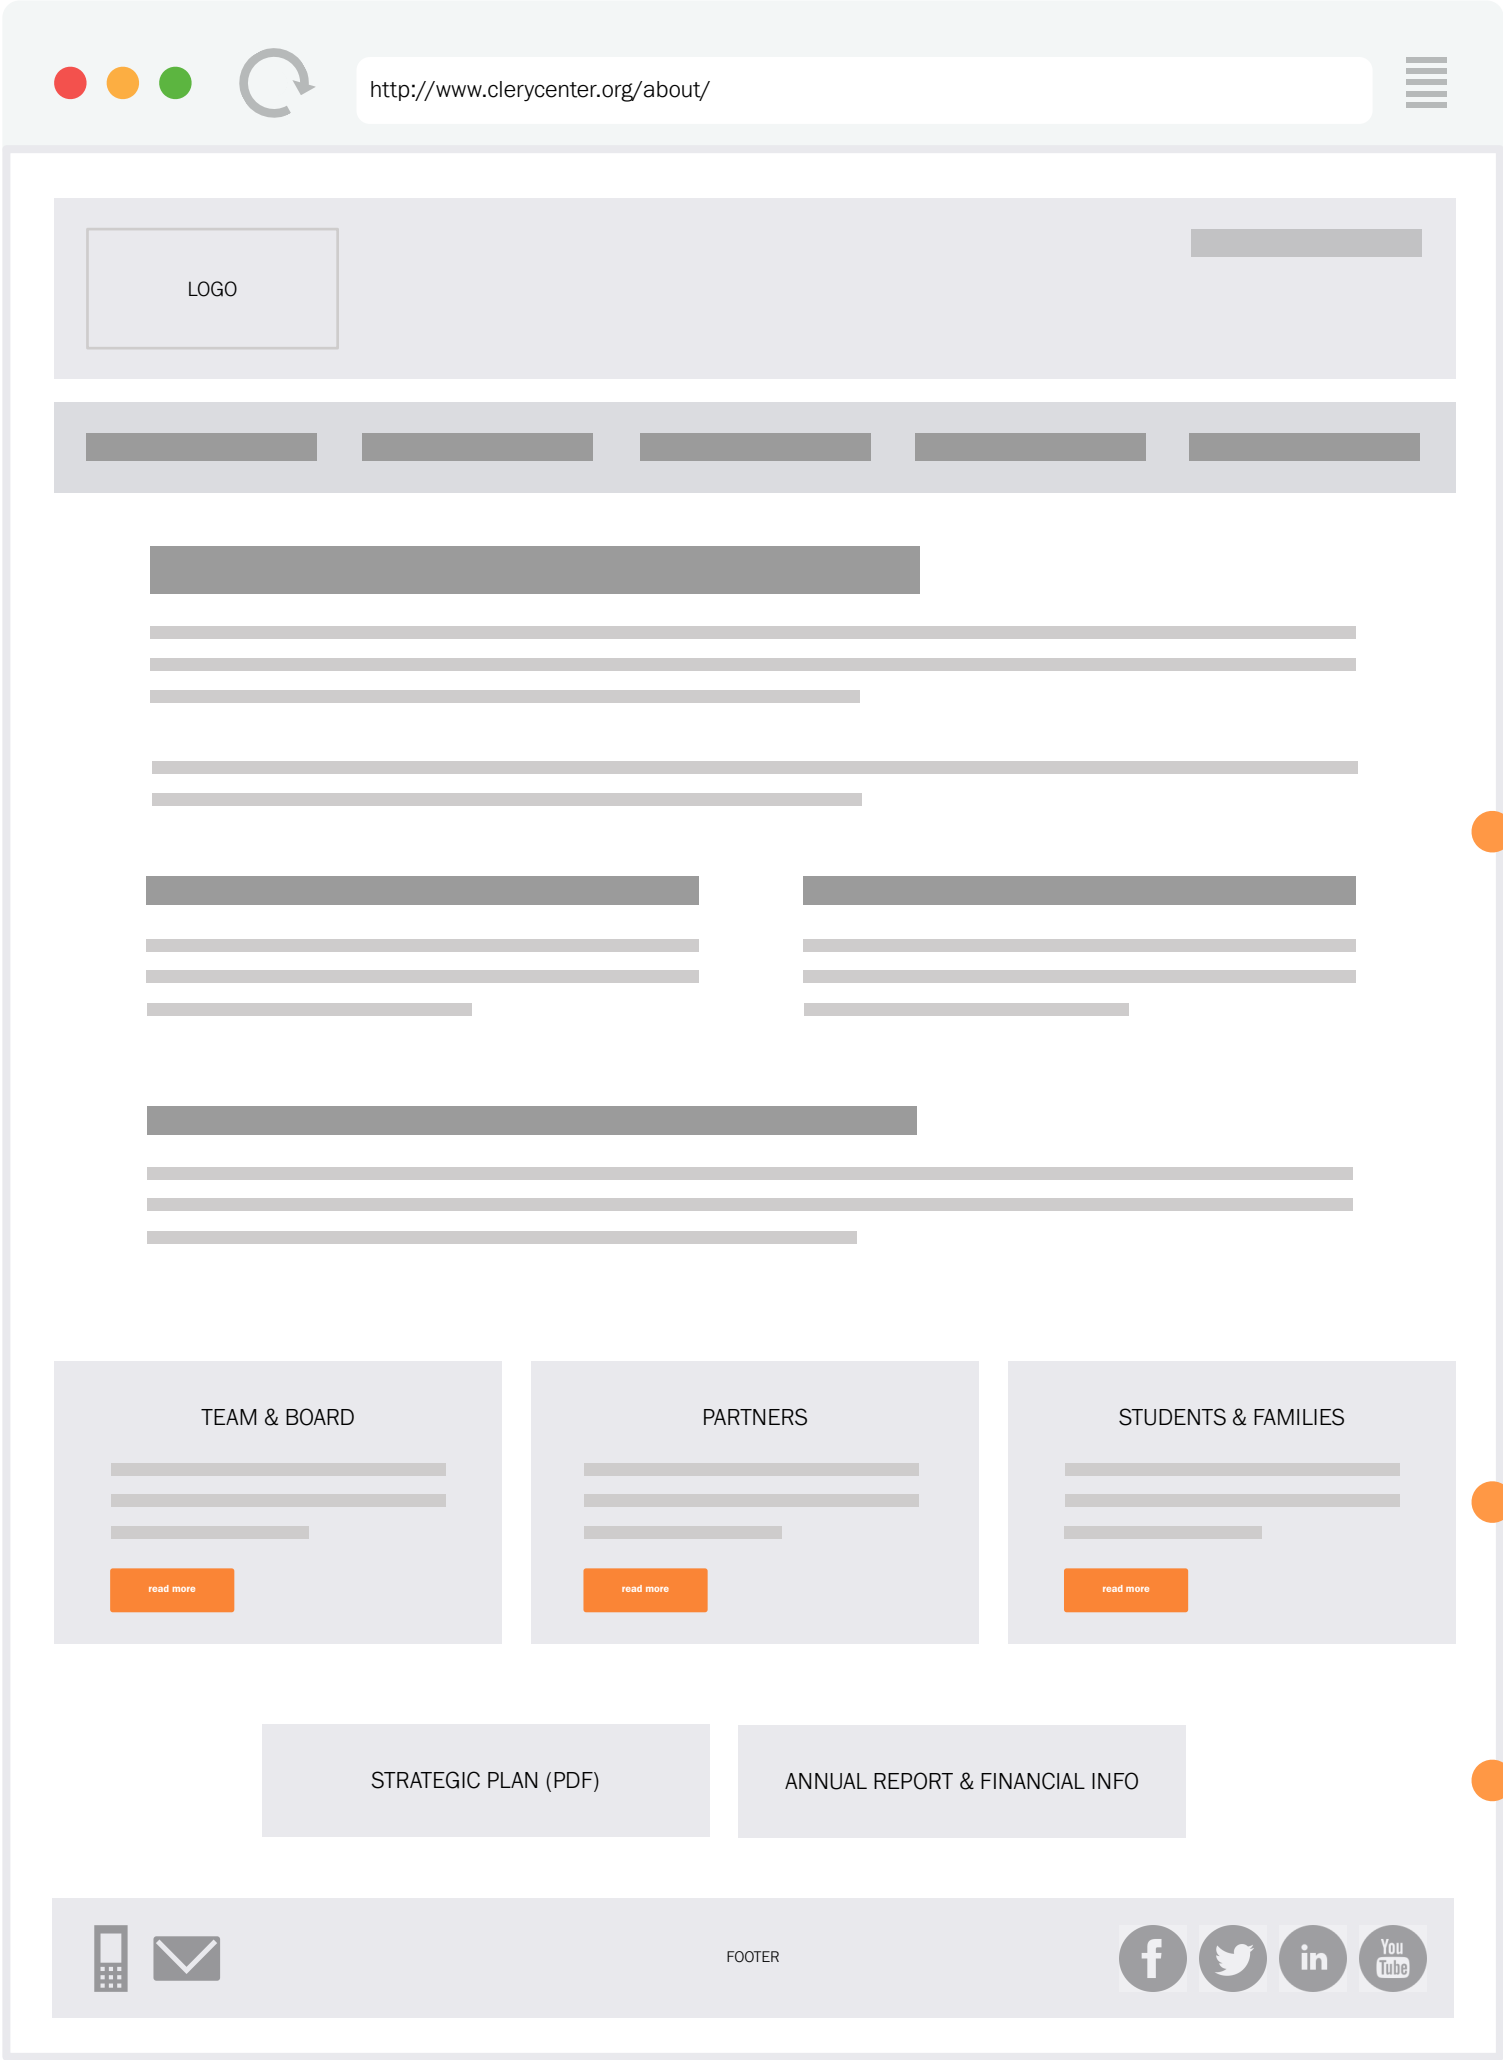 http://www.clerycenter.org/about/
LOGO
TEAM & BOARD
PARTNERS
STUDENTS & FAMILIES
read more
read more
read more
STRATEGIC PLAN (PDF)
ANNUAL REPORT & FINANCIAL INFO
FOOTER
f
in
You
Tube